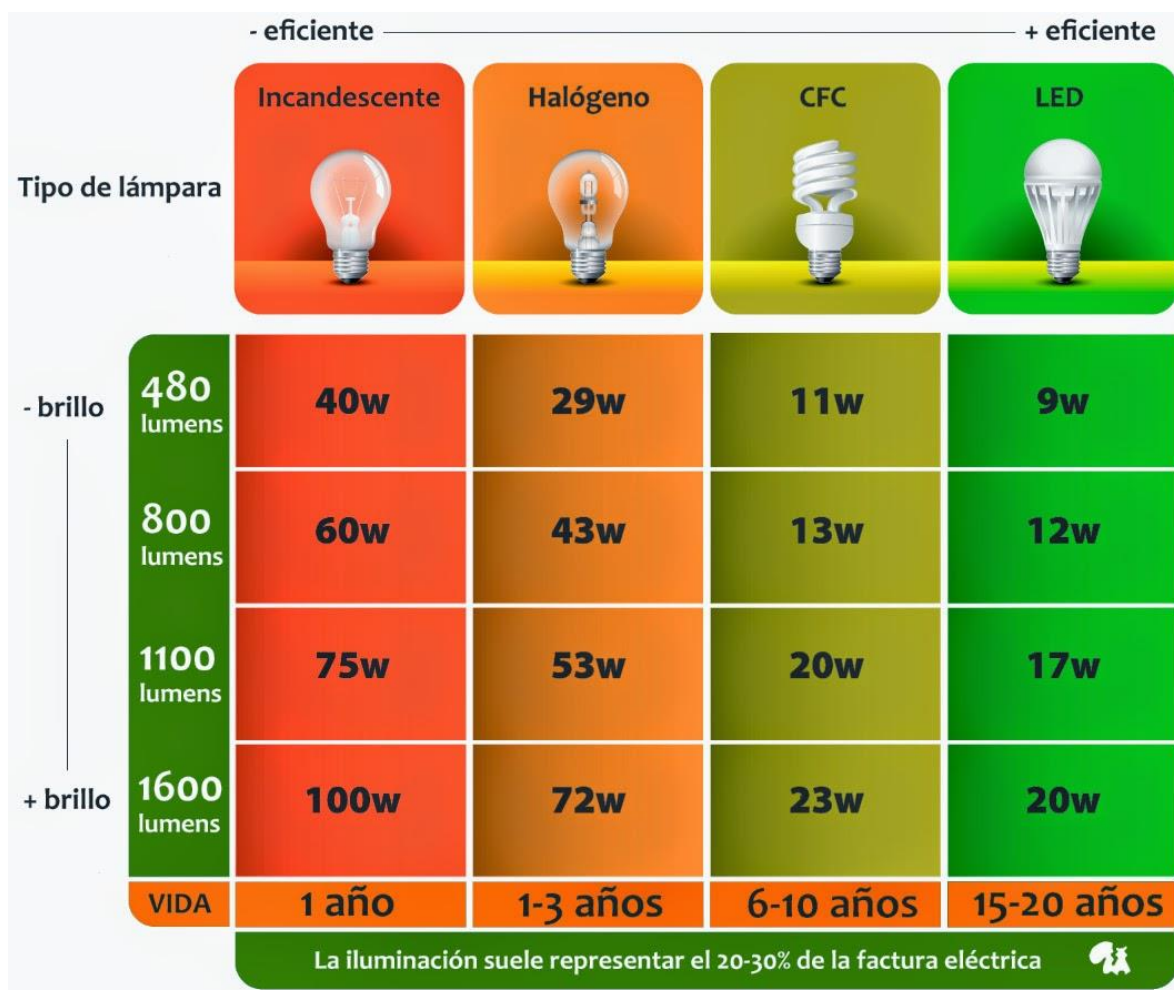 - eficiente + eficiente
Incandescente Halógeno CFC LED
Tipo de lámpara
- brillo
480 lumens 40w 29w 11w 9w
800 lumens 60w 43w 13w 12w
1100 lumens 75w 53w 20w 17w
+ brillo
1600 lumens 100w 72w 23w 20w
VIDA 1 año 1-3 años 6-10 años 15-20 años
La iluminación suele representar el 20-30% de la factura eléctrica